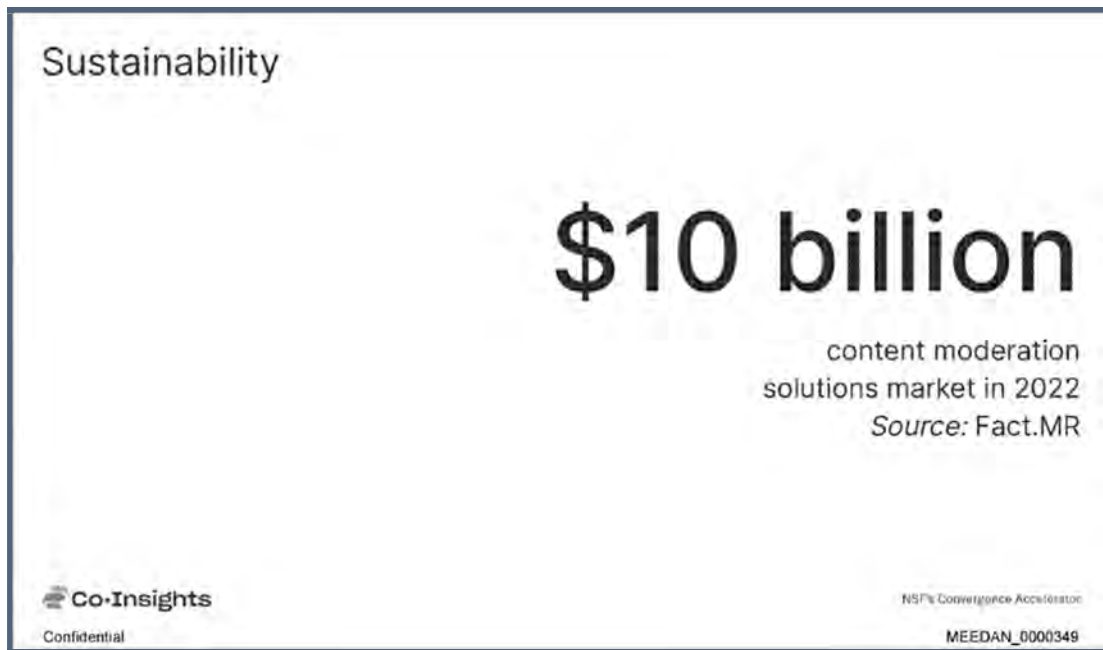 Sustainability
$10 billion
content moderation
solutions market in 2022
Source: Fact.MR
Co·Insights
NSF's Convergence Accelerator
Confidential
MEEDAN_0000349